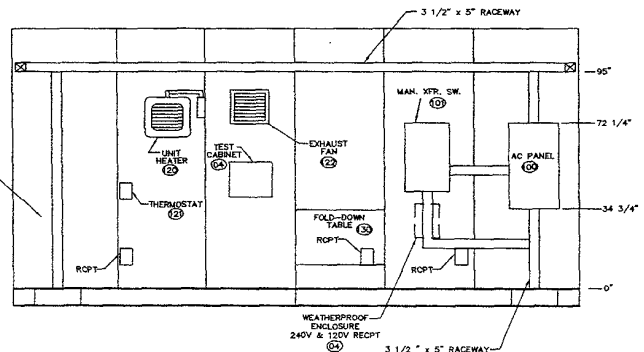 3 1/2" x 5" RACEWAY
95"
MAN. XFR. SW.
101
72 1/4"
UNIT
HEATER
120
TEST
CABINET
04
EXHAUST
FAN
122
AC PANEL
100
THERMOSTAT
121
34 3/4"
FOLD-DOWN
TABLE
130
RCPT
RCPT
RCPT
0"
WEATHERPROOF
ENCLOSURE
240V & 120V RECPT
04
3 1/2 " x 5" RACEWAY